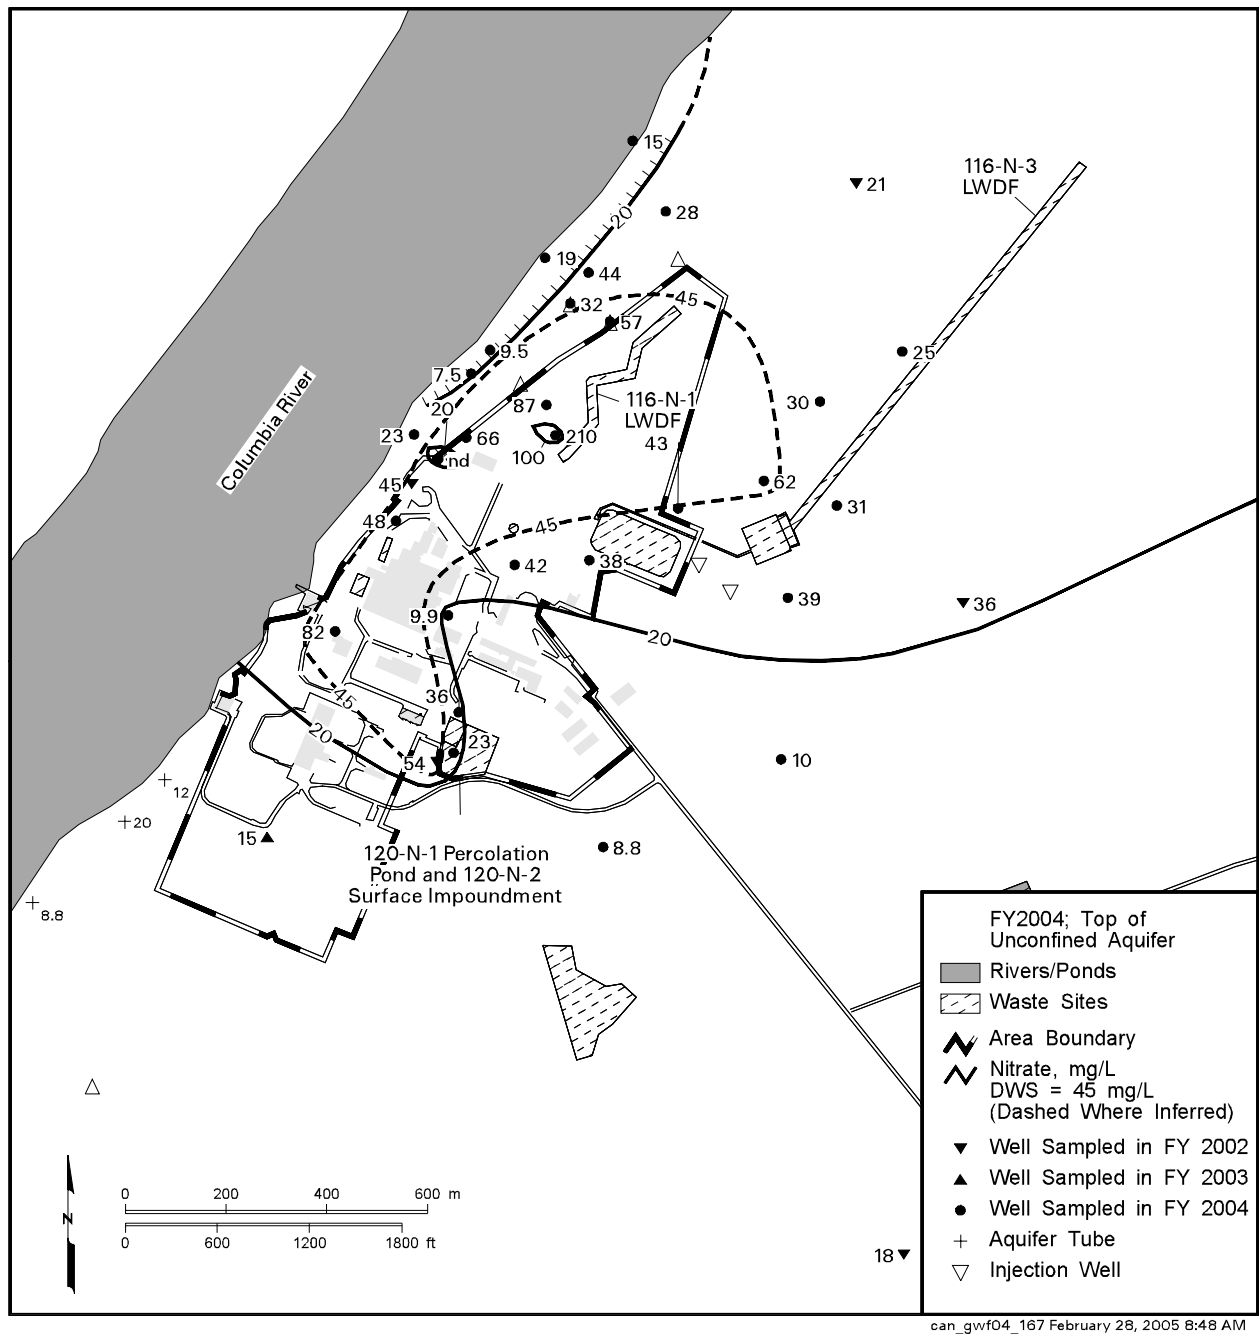 15
116-N-3
LWDF
21
28
20
19
44
32
45
57
9.5
25
7.5
20
87
116-N-1
LWDF
30
23
66
210
43
100
nd
Columbia River
45
62
31
48
45
42
38
39
36
9.9
82
20
36
45
20
23
54
10
12
20
15
8.8
120-N-1 Percolation
Pond and 120-N-2
Surface Impoundment
8.8
FY2004; Top of
Unconfined Aquifer
Rivers/Ponds
Waste Sites
Area Boundary
Nitrate, mg/L
DWS = 45 mg/L
(Dashed Where Inferred)
Well Sampled in FY 2002
Well Sampled in FY 2003
Well Sampled in FY 2004
Aquifer Tube
Injection Well
N
0 200 400 600 m
0 600 1200 1800 ft
18
can_gwf04_167 February 28, 2005 8:48 AM